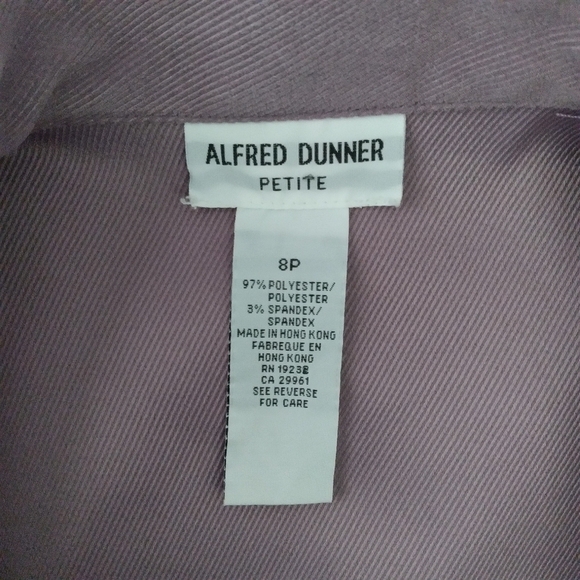 ALFRED DUNNER
PETITE
8P
97% POLYESTER/
POLYESTER
3% SPANDEX/
SPANDEX
MADE IN HONG KONG
FABREQUE EN
HONG KONG
RN 19238
CA 29961
SEE REVERSE
FOR CARE